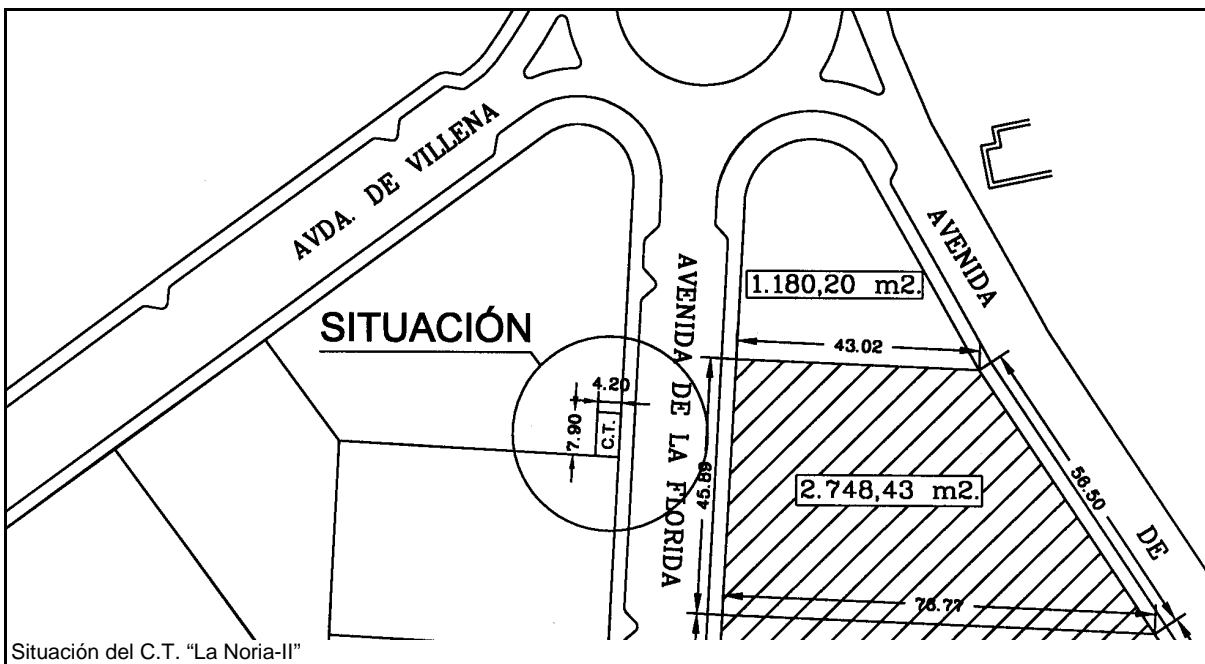 AVDA. DE VILLENA
AVENIDA
SITUACIÓN
AVENIDA DE LA FLORIDA
1.180,20 m2.
43.02
4.20
7.90
C.T.
45.89
2.748,43 m2.
56.50
DE
76.77
Situación del C.T. “La Noria-II”